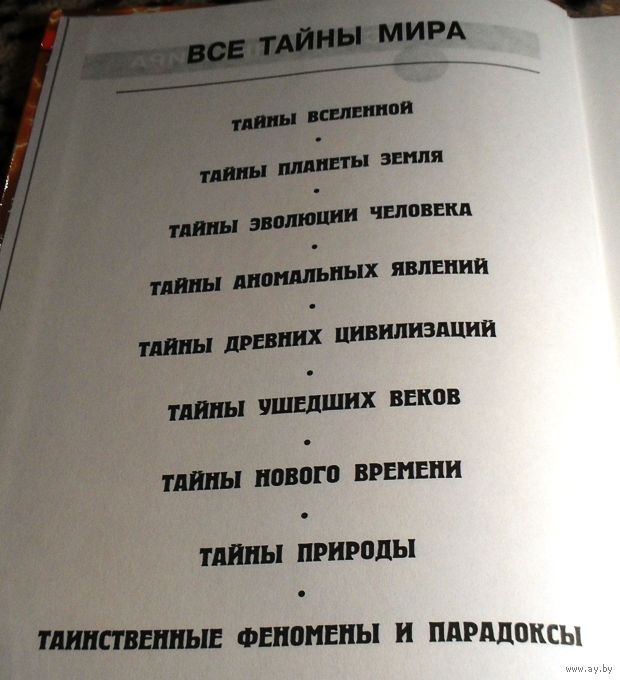 ВСЕ ТАЙНЫ МИРА
ТАЙНЫ ВСЕЛЕННОЙ
•
ТАЙНЫ ПЛАНЕТЫ ЗЕМЛЯ
•
ТАЙНЫ ЭВОЛЮЦИИ ЧЕЛОВЕКА
•
ТАЙНЫ АНОМАЛЬНЫХ ЯВЛЕНИЙ
•
ТАЙНЫ ДРЕВНИХ ЦИВИЛИЗАЦИЙ
•
ТАЙНЫ УШЕДШИХ ВЕКОВ
•
ТАЙНЫ НОВОГО ВРЕМЕНИ
•
ТАЙНЫ ПРИРОДЫ
•
ТАИНСТВЕННЫЕ ФЕНОМЕНЫ И ПАРАДОКСЫ
www.ay.by